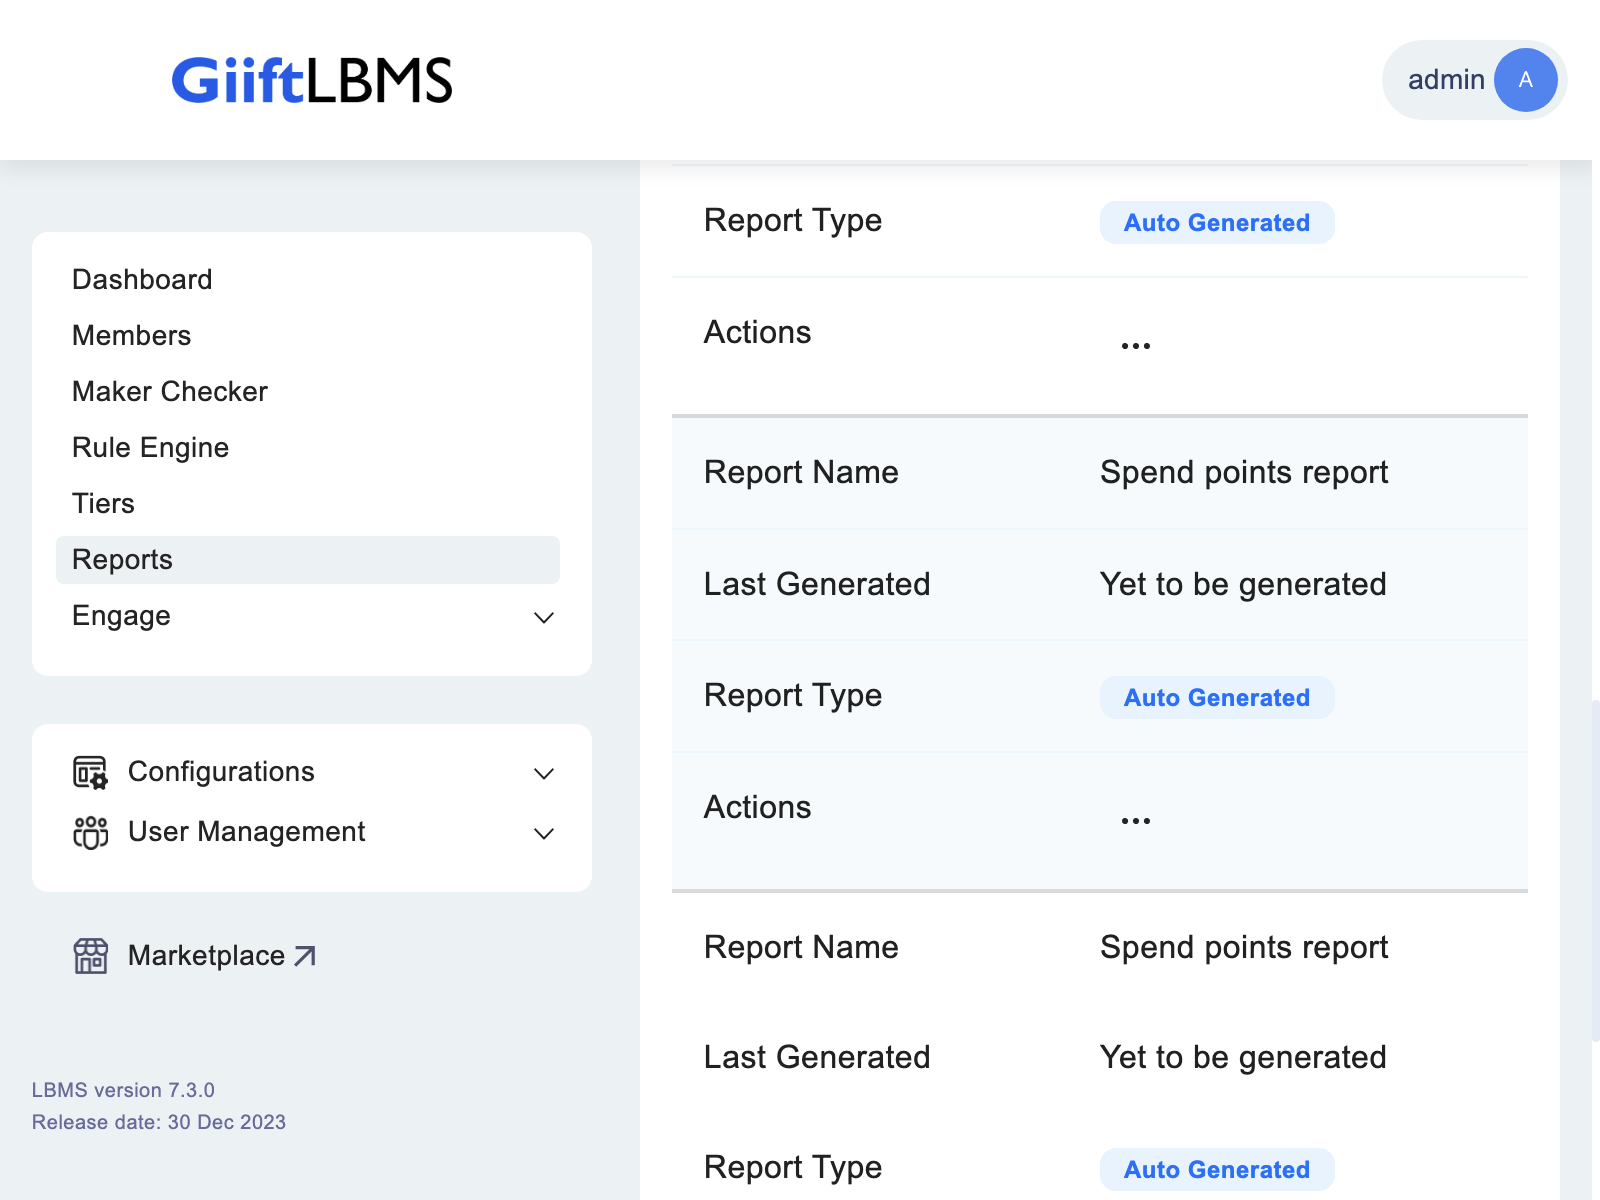 GiiftLBMS
admin A
Dashboard
Members
Maker Checker
Rule Engine
Tiers
Reports
Engage
Configurations
User Management
Marketplace
LBMS version 7.3.0
Release date: 30 Dec 2023
Report Type Auto Generated
Actions ...
Report Name Spend points report
Last Generated Yet to be generated
Report Type Auto Generated
Actions ...
Report Name Spend points report
Last Generated Yet to be generated
Report Type Auto Generated